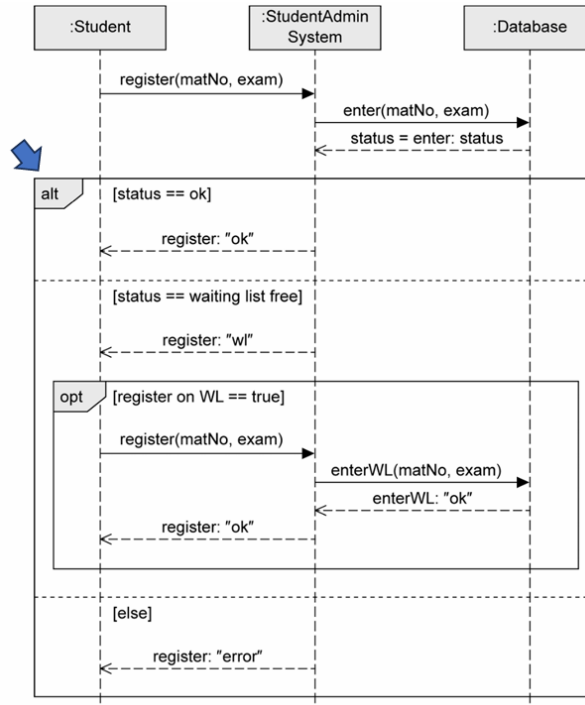 :Student
:StudentAdmin
System
:Database
register(matNo, exam)
enter(matNo, exam)
status = enter: status
alt
[status == ok]
register: "ok"
[status == waiting list free]
register: "wl"
opt
[register on WL == true]
register(matNo, exam)
enterWL(matNo, exam)
enterWL: "ok"
register: "ok"
[else]
register: "error"